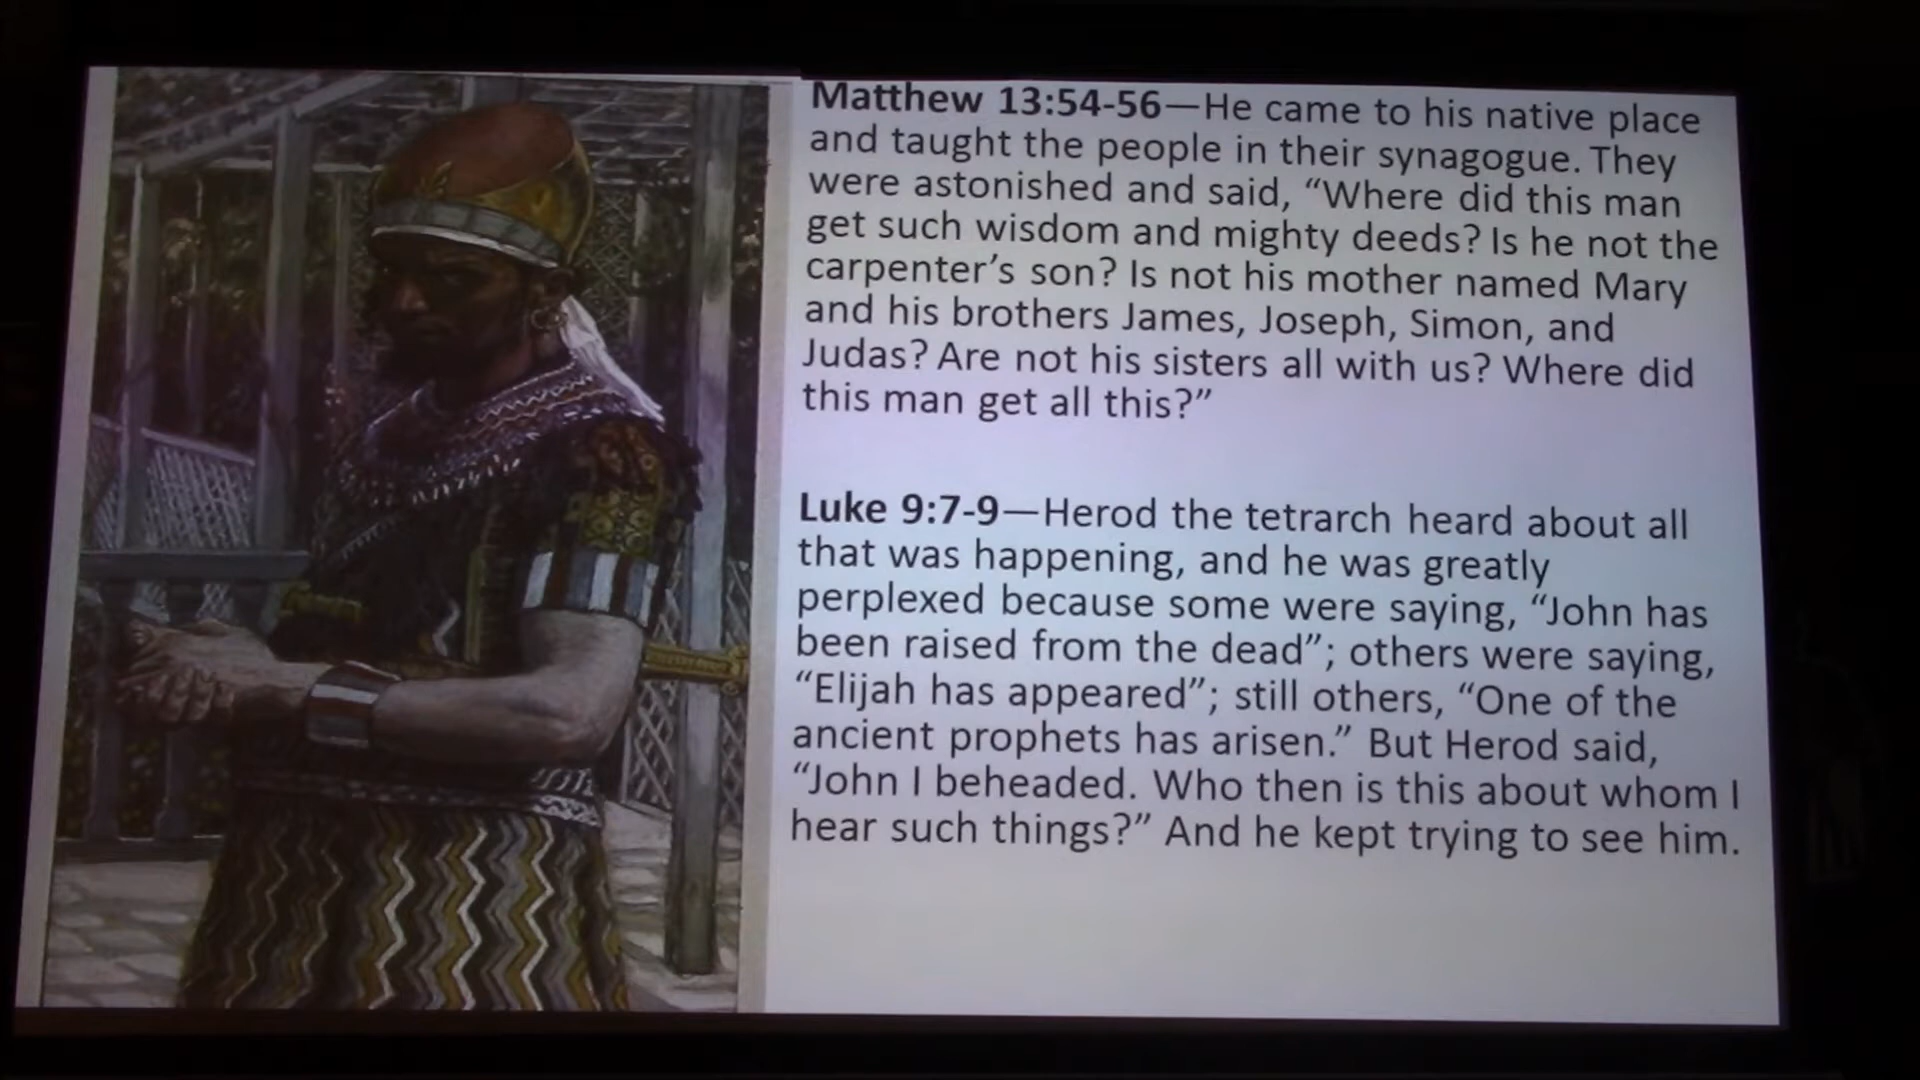 Matthew 13:54-56—He came to his native place
and taught the people in their synagogue. They
were astonished and said, “Where did this man
get such wisdom and mighty deeds? Is he not the
carpenter’s son? Is not his mother named Mary
and his brothers James, Joseph, Simon, and
Judas? Are not his sisters all with us? Where did
this man get all this?”
Luke 9:7-9—Herod the tetrarch heard about all
that was happening, and he was greatly
perplexed because some were saying, “John has
been raised from the dead”; others were saying,
“Elijah has appeared”; still others, “One of the
ancient prophets has arisen.” But Herod said,
“John I beheaded. Who then is this about whom I
hear such things?” And he kept trying to see him.